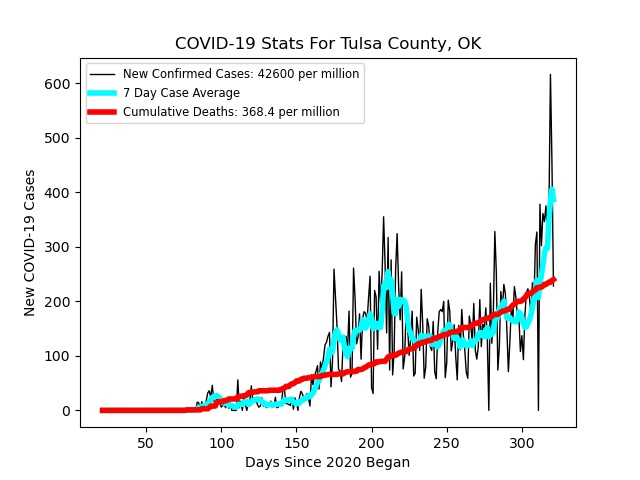 COVID-19 Stats For Tulsa County, OK
New Confirmed Cases: 42600 per million
7 Day Case Average
Cumulative Deaths: 368.4 per million
New COVID-19 Cases
600
500
400
300
200
100
0
50 100 150 200 250 300
Days Since 2020 Began